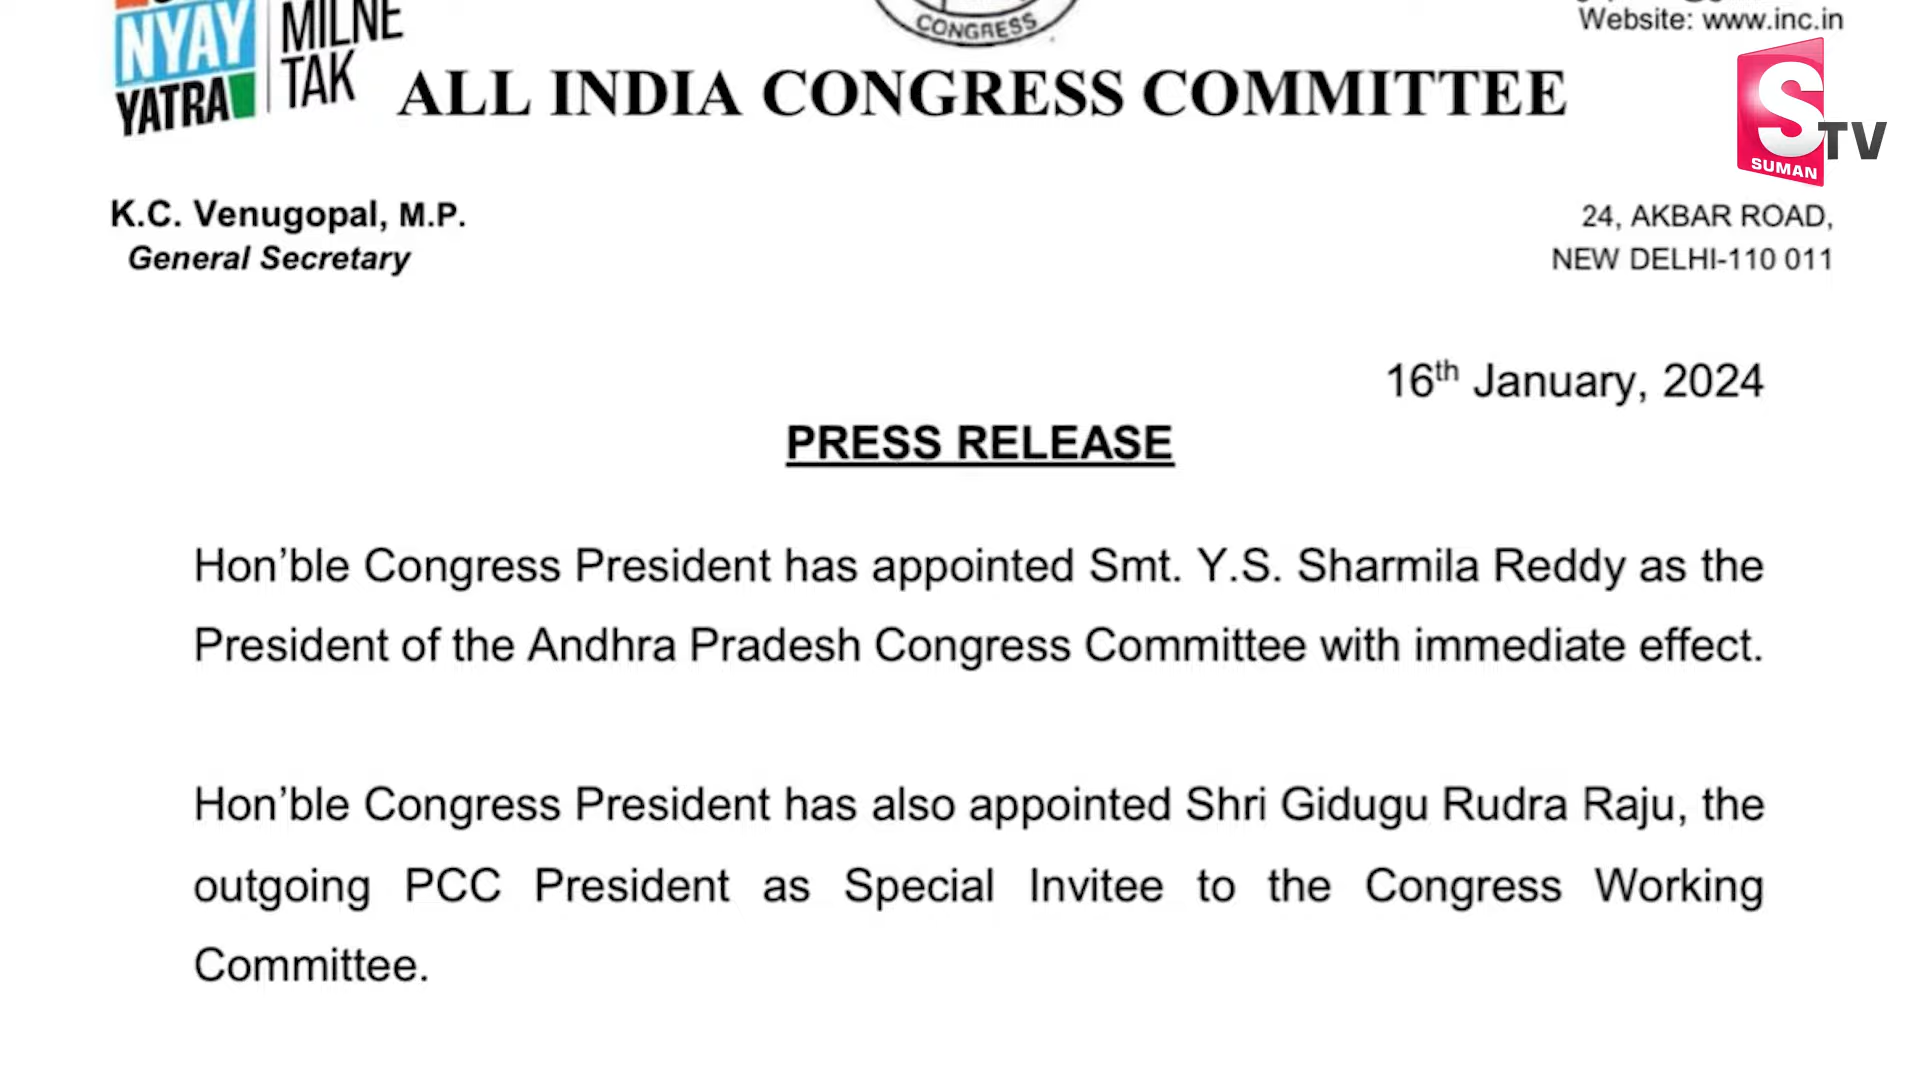 NYAY
YATRA
MILNE
TAK
CONGRESS
Website: www.inc.in
ALL INDIA CONGRESS COMMITTEE
S TV
SUMAN
K.C. Venugopal, M.P.
General Secretary
24, AKBAR ROAD,
NEW DELHI-110 011
16th January, 2024
PRESS RELEASE
Hon’ble Congress President has appointed Smt. Y.S. Sharmila Reddy as the
President of the Andhra Pradesh Congress Committee with immediate effect.
Hon’ble Congress President has also appointed Shri Gidugu Rudra Raju, the
outgoing PCC President as Special Invitee to the Congress Working
Committee.